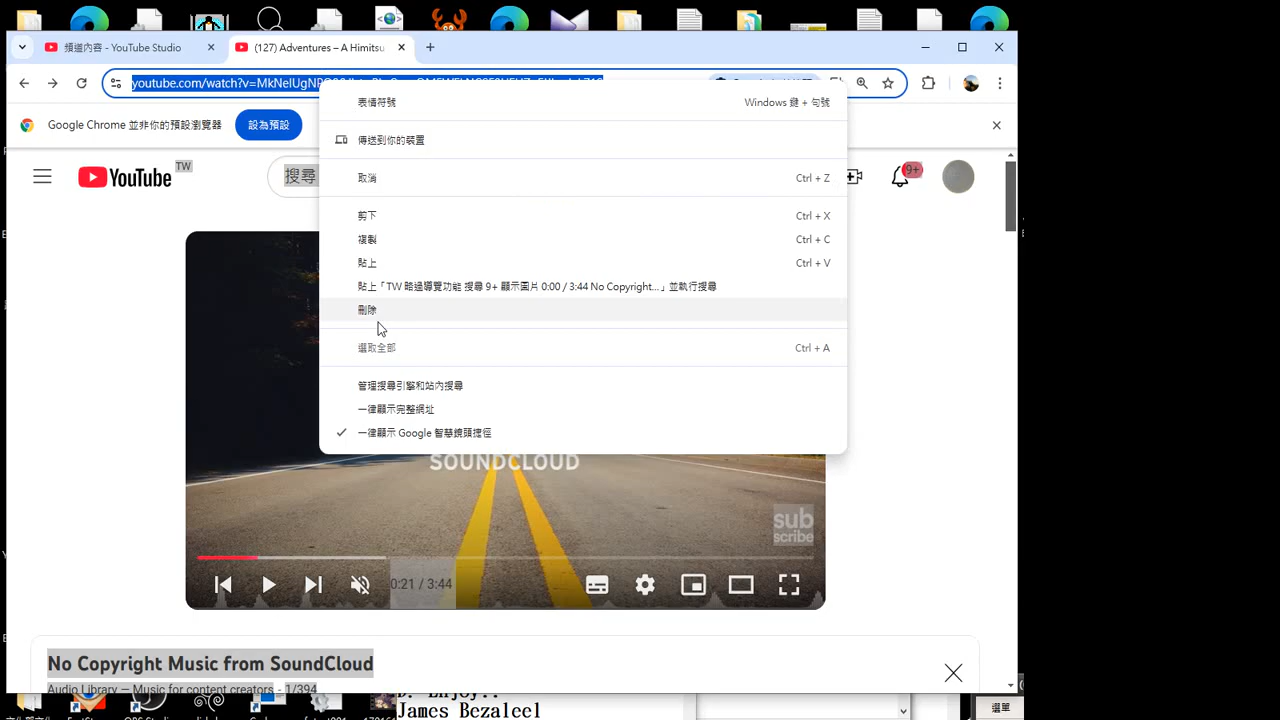 頻道內容 - YouTube Studio
(127) Adventures – A Himitsu
youtube.com/watch?v=MkNeIUgNP
Google Chrome 並非你的預設瀏覽器
設為預設
YouTube
TW
搜尋
9+
表情符號 Windows 鍵 + 句號
傳送到你的裝置
取消 Ctrl + Z
剪下 Ctrl + X
複製 Ctrl + C
貼上 Ctrl + V
貼上「TW 略過導覽功能 搜尋 9+ 顯示圖片 0:00 / 3:44 No Copyright...」並執行搜尋
刪除
選取全部 Ctrl + A
管理搜尋引擎和站內搜尋
一律顯示完整網址
一律顯示 Google 智慧鏡頭捷徑
SOUNDCLOUD
sub
scribe
0:21 / 3:44
No Copyright Music from SoundCloud
Audio Library — Music for content creators - 1/394
D. Enjoy!!
James Bezaleel
選單